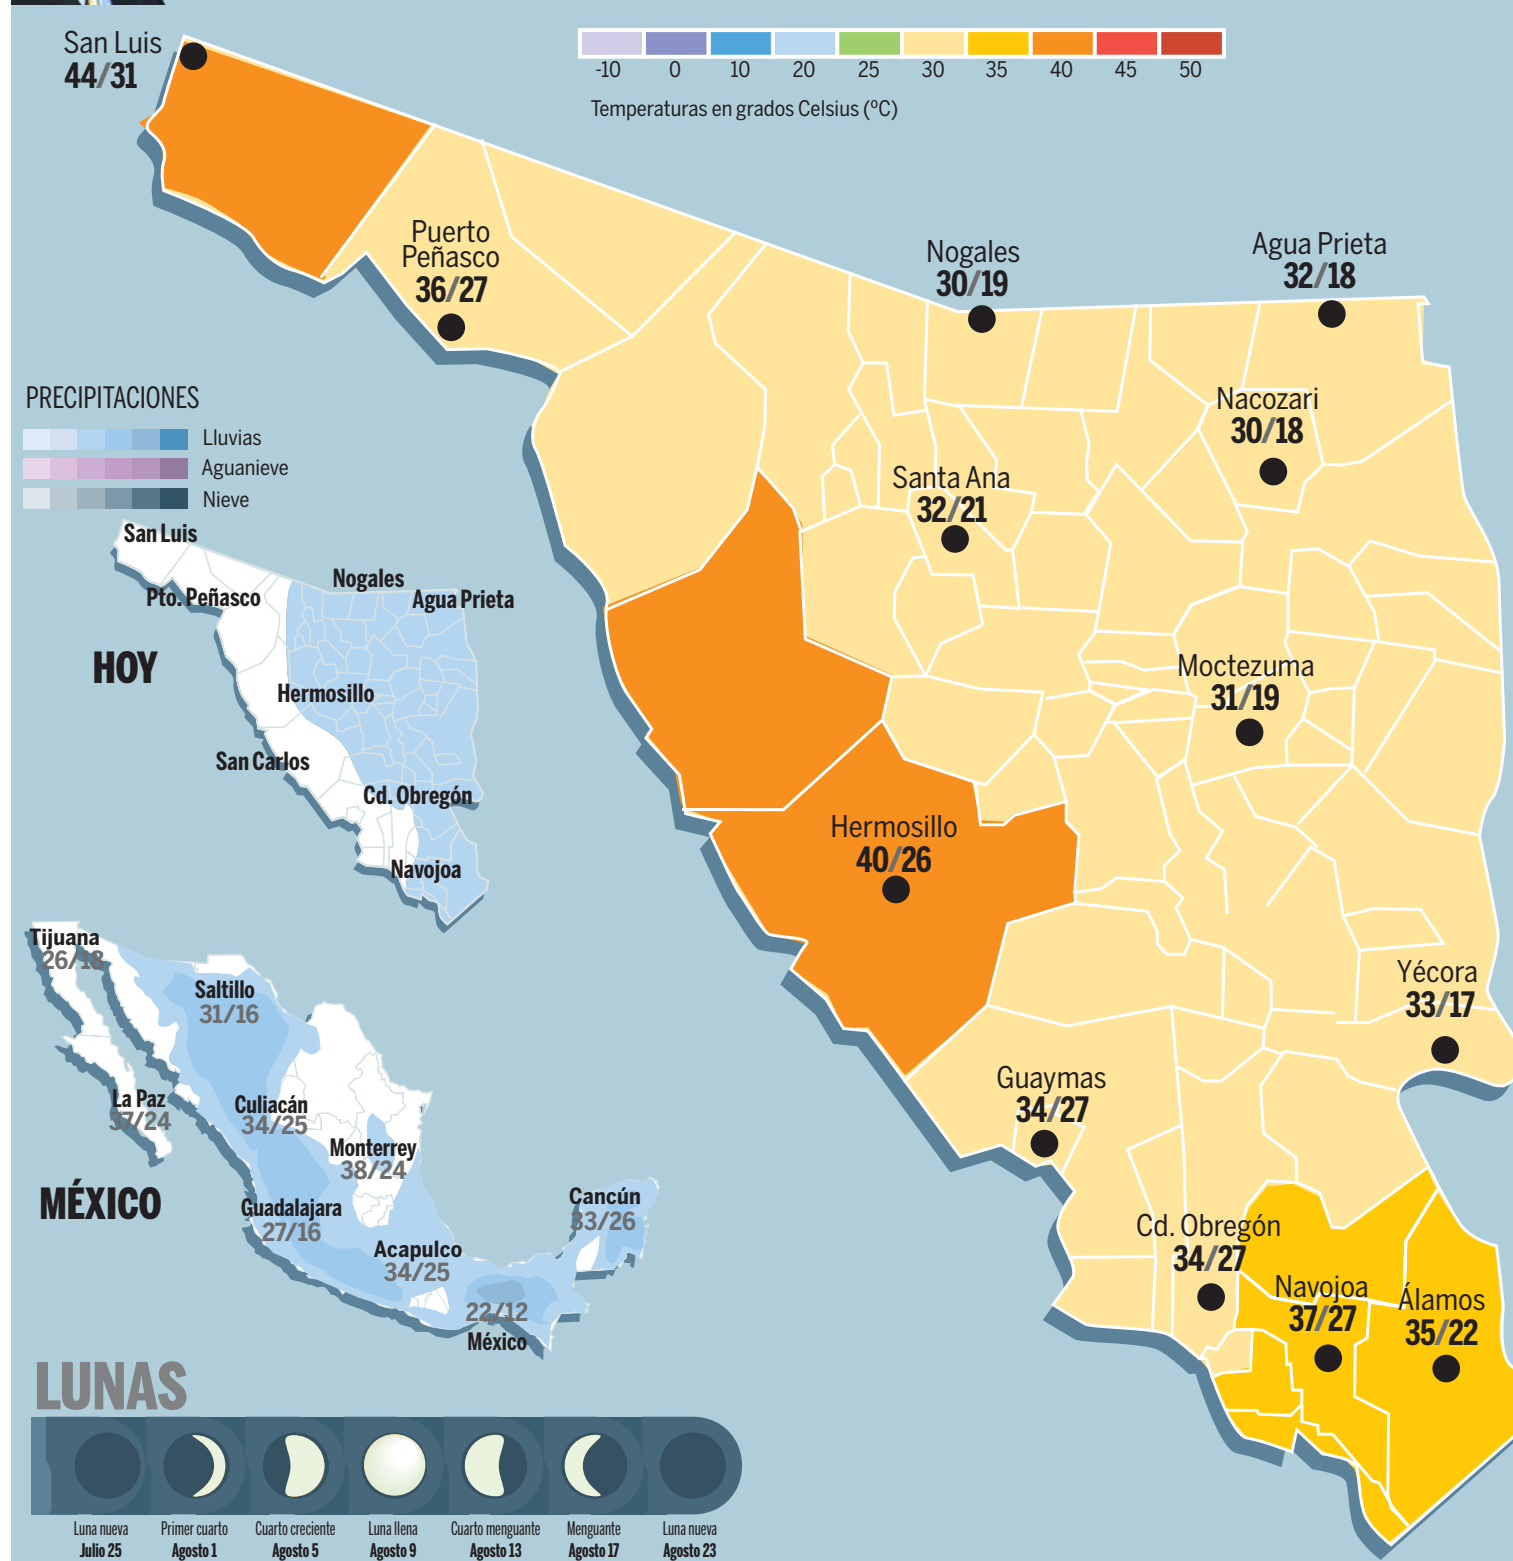 San Luis
44/31
-10 0 10 20 25 30 35 40 45 50
Temperaturas en grados Celsius (ºC)
Puerto
Peñasco
36/27
Nogales
30/19
Agua Prieta
32/18
Nacozari
30/18
Santa Ana
32/21
Moctezuma
31/19
Hermosillo
40/26
Yécora
33/17
Guaymas
34/27
Cd. Obregón
34/27
Navojoa
37/27
Álamos
35/22
PRECIPITACIONES
Lluvias
Aguanieve
Nieve
San Luis
Nogales
Pto. Peñasco
Agua Prieta
HOY
Hermosillo
San Carlos
Cd. Obregón
Navojoa
Tijuana
26/18
Saltillo
31/16
La Paz
37/24
Culiacán
34/25
Monterrey
38/24
MÉXICO
Guadalajara
27/16
Cancún
33/26
Acapulco
34/25
22/12
México
LUNAS
Luna nueva
Julio 25
Primer cuarto
Agosto 1
Cuarto creciente
Agosto 5
Luna llena
Agosto 9
Cuarto menguante
Agosto 13
Menguante
Agosto 17
Luna nueva
Agosto 23